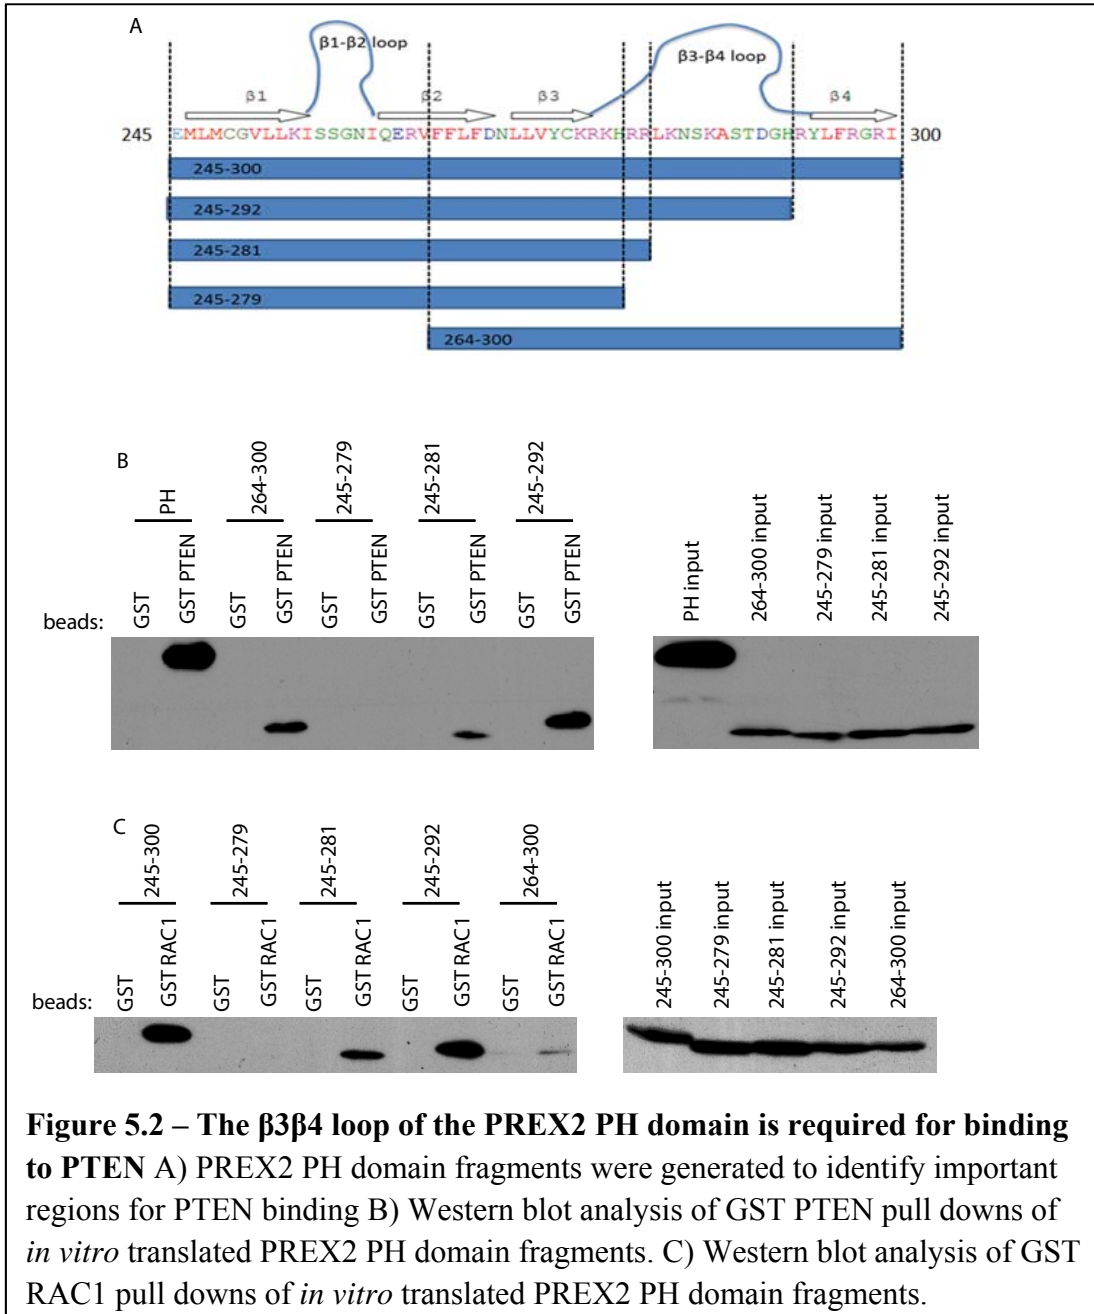 A
β1-β2 loop
β3-β4 loop
β1
β2
β3
β4
245 EMLMCGVLLKISSGNIQERVFFLFDNLLVYCKRKHRRLKNSKASTDGHRYLFRGRI 300
245-300
245-292
245-281
245-279
264-300
B
PH
264-300
245-279
245-281
245-292
beads:
GST
GST PTEN
GST
GST PTEN
GST
GST PTEN
GST
GST PTEN
GST
GST PTEN
PH input
264-300 input
245-279 input
245-281 input
245-292 input
C
245-300
245-279
245-281
245-292
264-300
beads:
GST
GST RAC1
GST
GST RAC1
GST
GST RAC1
GST
GST RAC1
GST
GST RAC1
245-300 input
245-279 input
245-281 input
245-292 input
264-300 input
Figure 5.2 – The β3β4 loop of the PREX2 PH domain is required for binding
to PTEN A) PREX2 PH domain fragments were generated to identify important
regions for PTEN binding B) Western blot analysis of GST PTEN pull downs of
in vitro translated PREX2 PH domain fragments. C) Western blot analysis of GST
RAC1 pull downs of in vitro translated PREX2 PH domain fragments.